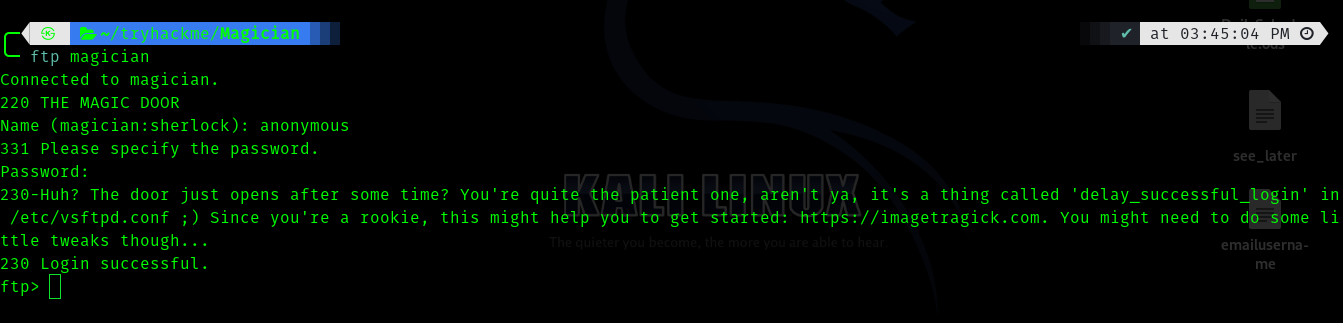 ~/tryhackme/Magician
at 03:45:04 PM
ftp magician
Connected to magician.
220 THE MAGIC DOOR
Name (magician:sherlock): anonymous
331 Please specify the password.
Password:
230-Huh? The door just opens after some time? You're quite the patient one, aren't ya, it's a thing called 'delay_successful_login' in
/etc/vsftpd.conf ;) Since you're a rookie, this might help you to get started: https://imagetragick.com. You might need to do some li
ttle tweaks though...
230 Login successful.
ftp>
KALI LINUX
The quieter you become, the more you are able to hear.
see_later
emailuserna-
me